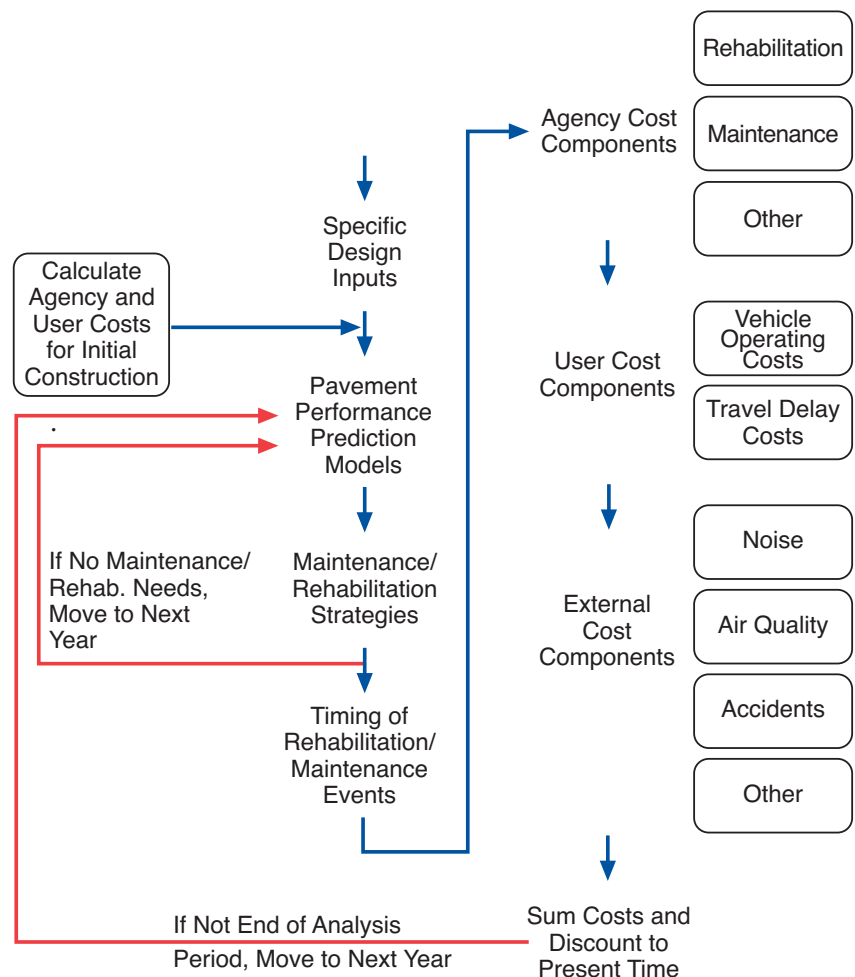 Specific
Design
Inputs
Calculate
Agency and
User Costs
for Initial
Construction
Pavement
Performance
Prediction
Models
If No Maintenance/
Rehab. Needs,
Move to Next
Year
Maintenance/
Rehabilitation
Strategies
Timing of
Rehabilitation/
Maintenance
Events
Agency Cost
Components
Rehabilitation
Maintenance
Other
User Cost
Components
Vehicle
Operating
Costs
Travel Delay
Costs
External
Cost
Components
Noise
Air Quality
Accidents
Other
Sum Costs and
Discount to
Present Time
If Not End of Analysis
Period, Move to Next Year